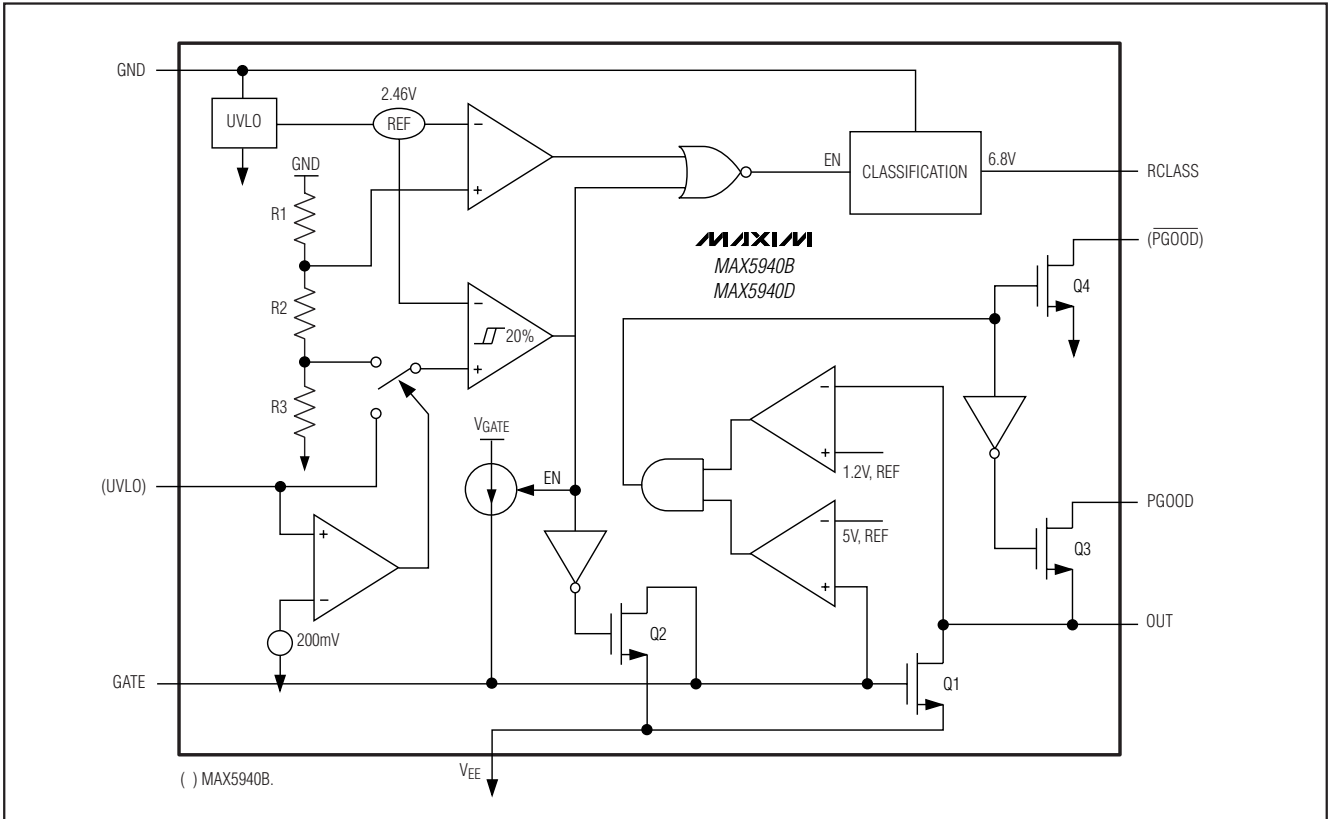 GND
2.46V
UVLO
REF
−
GND
+
EN
CLASSIFICATION
6.8V
RCLASS
R1
MAXIM
MAX5940B
MAX5940D
(PGOOD)
Q4
R2
−
20%
+
R3
−
+
1.2V, REF
VGATE
(UVLO)
EN
−
5V, REF
+
PGOOD
Q3
+
−
200mV
Q2
OUT
GATE
Q1
VEE
( ) MAX5940B.